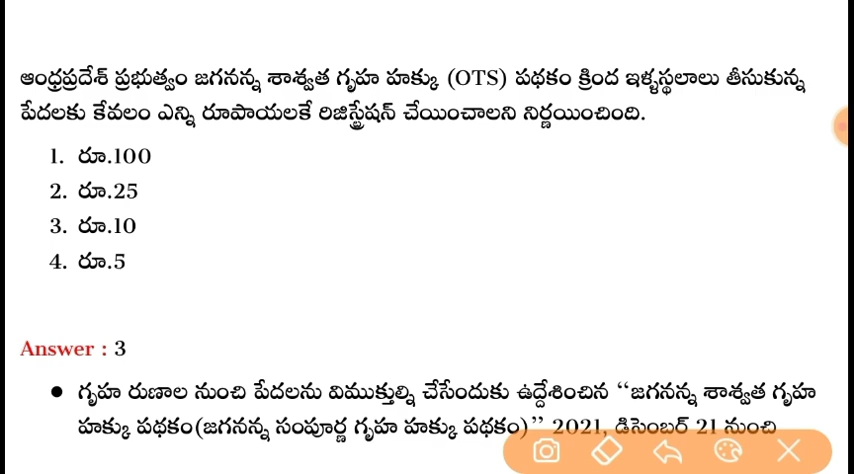 ఆంధ్రప్రదేశ్ ప్రభుత్వం జగనన్న శాశ్వత గృహ హక్కు (OTS) పథకం క్రింద ఇళ్ళస్థలాలు తీసుకున్న
పేదలకు కేవలం ఎన్ని రూపాయలకే రిజిస్ట్రేషన్ చేయించాలని నిర్ణయించింది.
1. రూ.100
2. రూ.25
3. రూ.10
4. రూ.5
Answer : 3
● గృహ రుణాల నుంచి పేదలను విముక్తుల్ని చేసేందుకు ఉద్దేశించిన “జగనన్న శాశ్వత గృహ
హక్కు పథకం(జగనన్న సంపూర్ణ గృహ హక్కు పథకం)” 2021, డిసెంబర్ 21 నుంచి